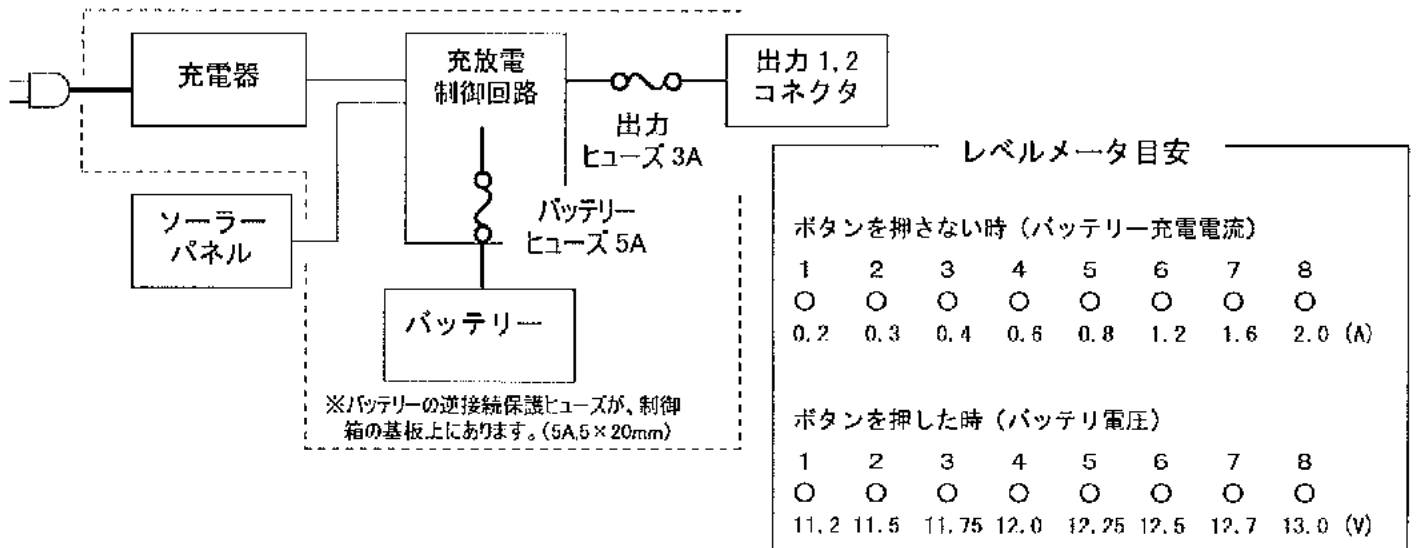 充電器
充放電
制御回路
出力 1,2
コネクタ
出力
ヒューズ 3A
ソーラー
パネル
バッテリー
ヒューズ 5A
バッテリー
※バッテリーの逆接続保護ヒューズが、制御
箱の基板上にあります。(5A,5×20mm)
レベルメータ目安
ボタンを押さない時 (バッテリー充電電流)
1 2 3 4 5 6 7 8
○ ○ ○ ○ ○ ○ ○ ○
0.2 0.3 0.4 0.6 0.8 1.2 1.6 2.0 (A)
ボタンを押した時 (バッテリ電圧)
1 2 3 4 5 6 7 8
○ ○ ○ ○ ○ ○ ○ ○
11.2 11.5 11.75 12.0 12.25 12.5 12.7 13.0 (V)